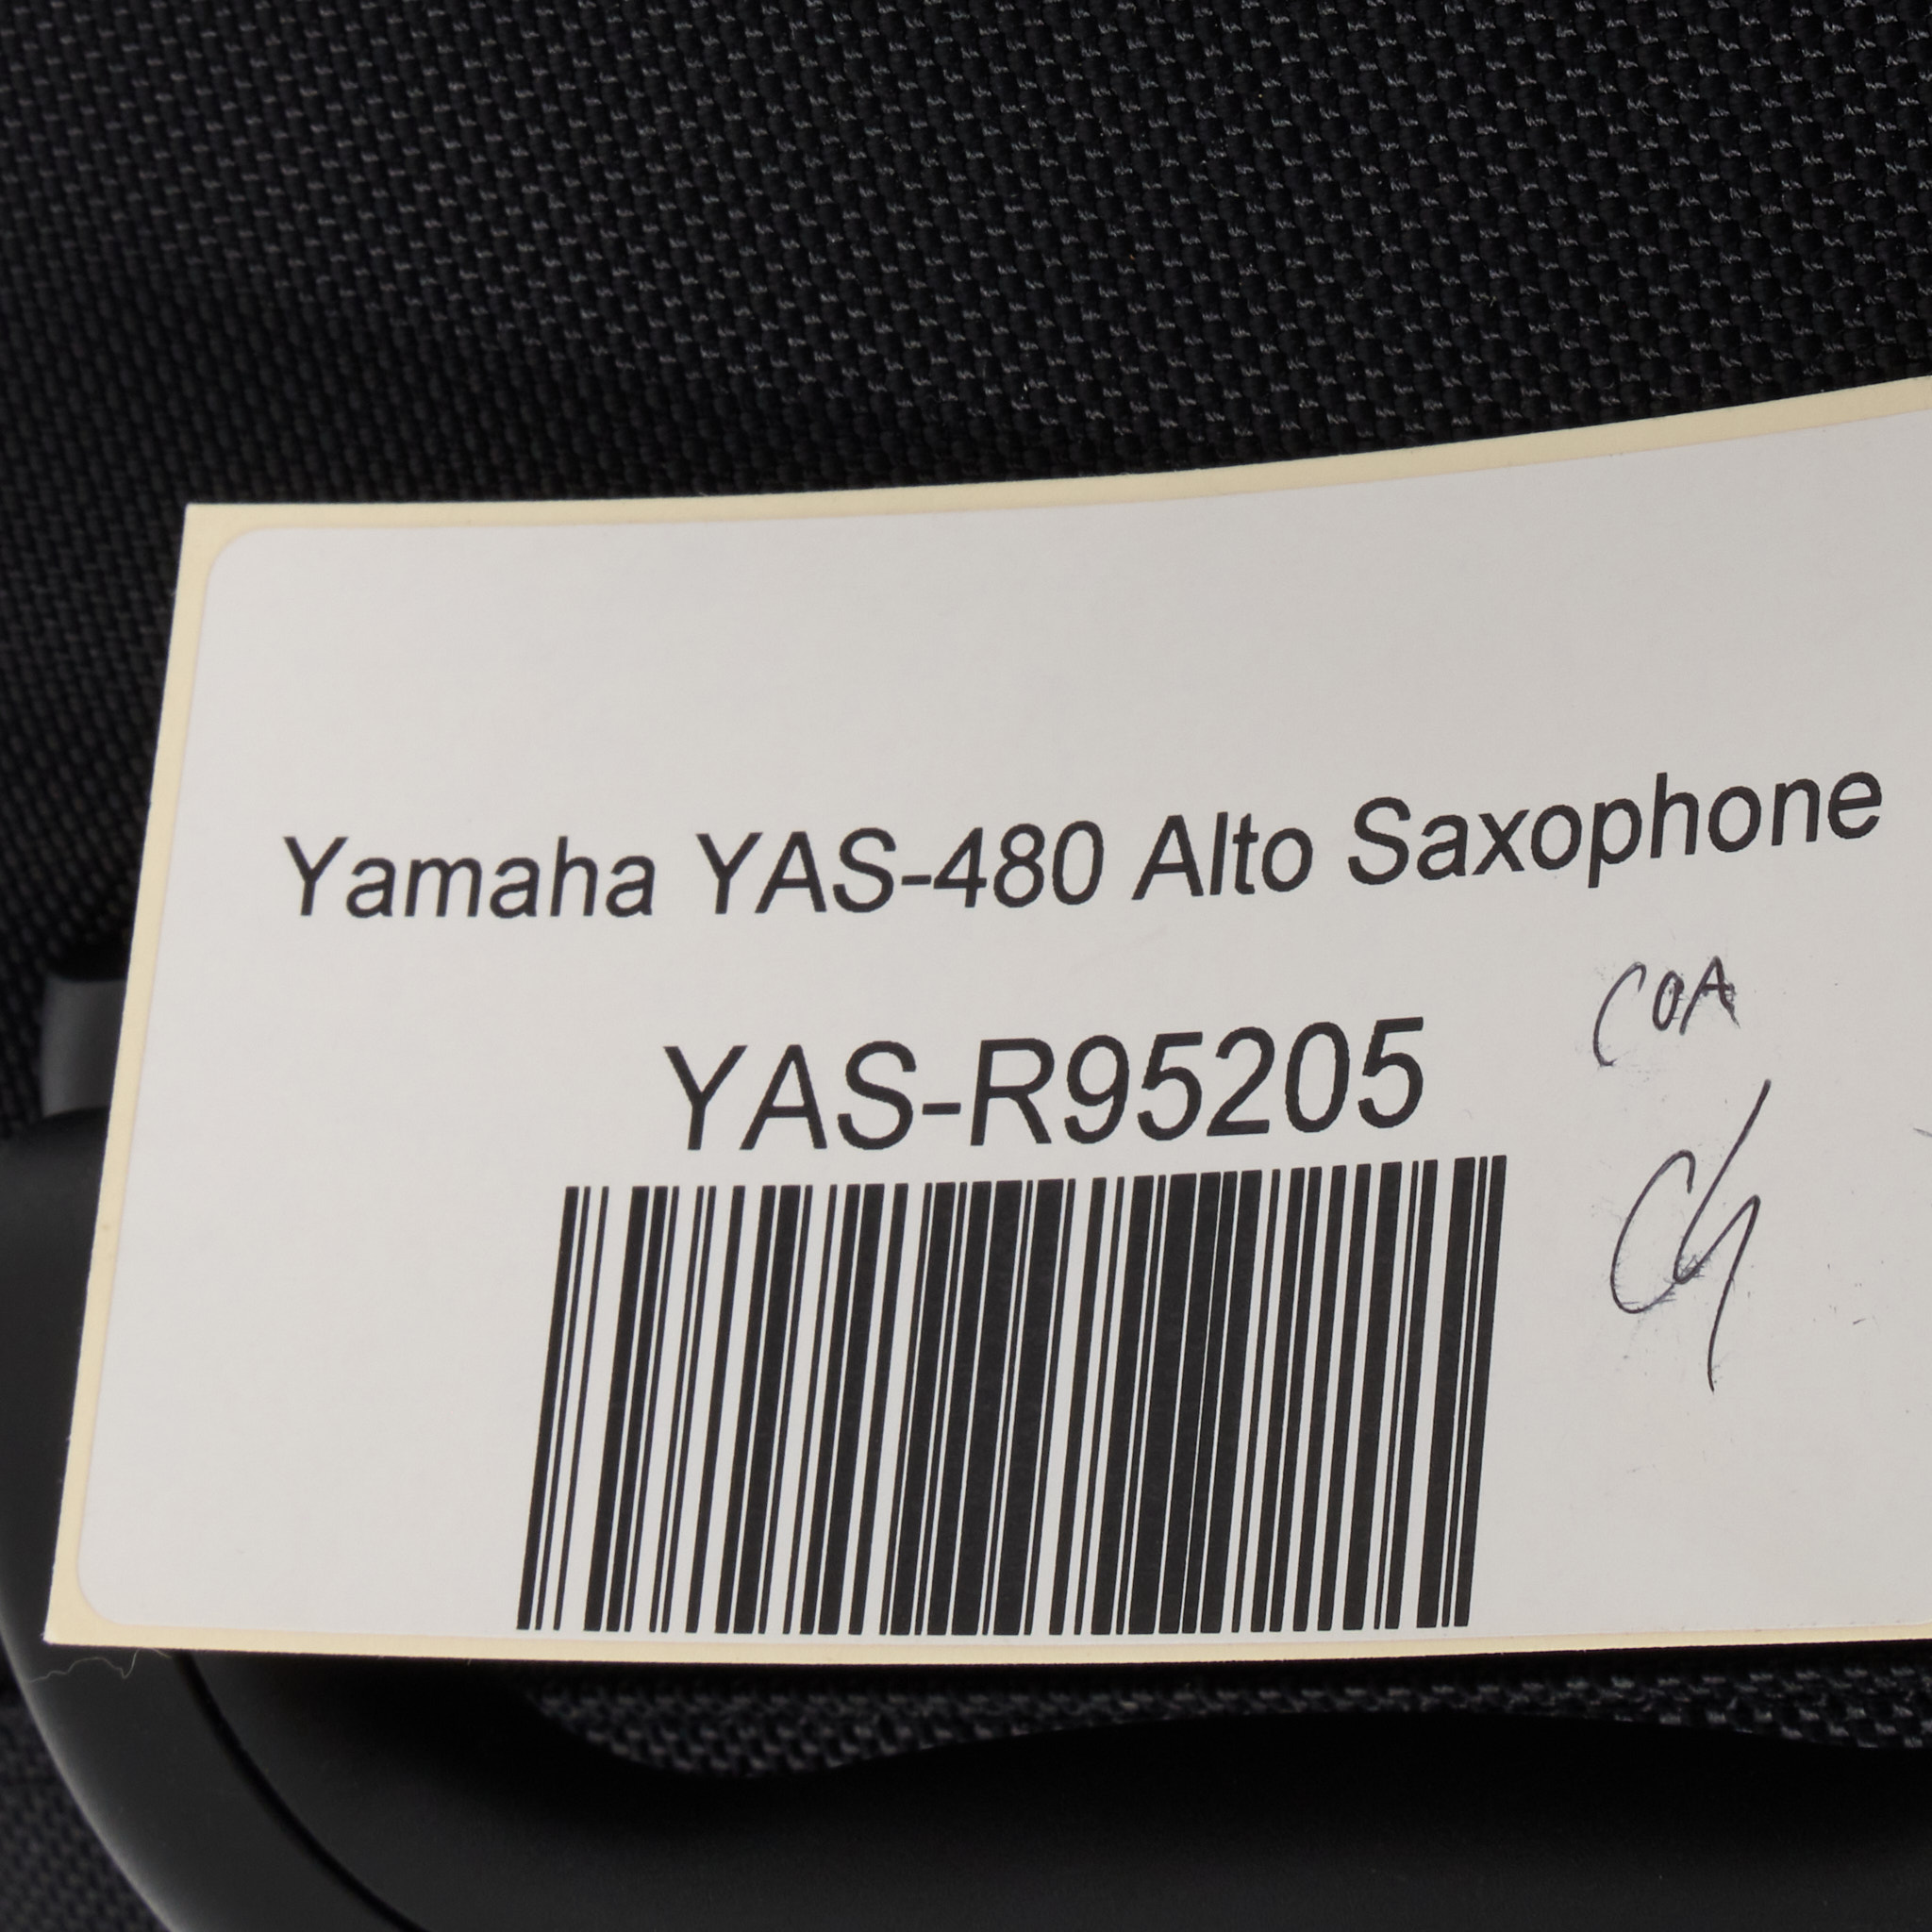 Yamaha YAS-480 Alto Saxophone
COA
YAS-R95205